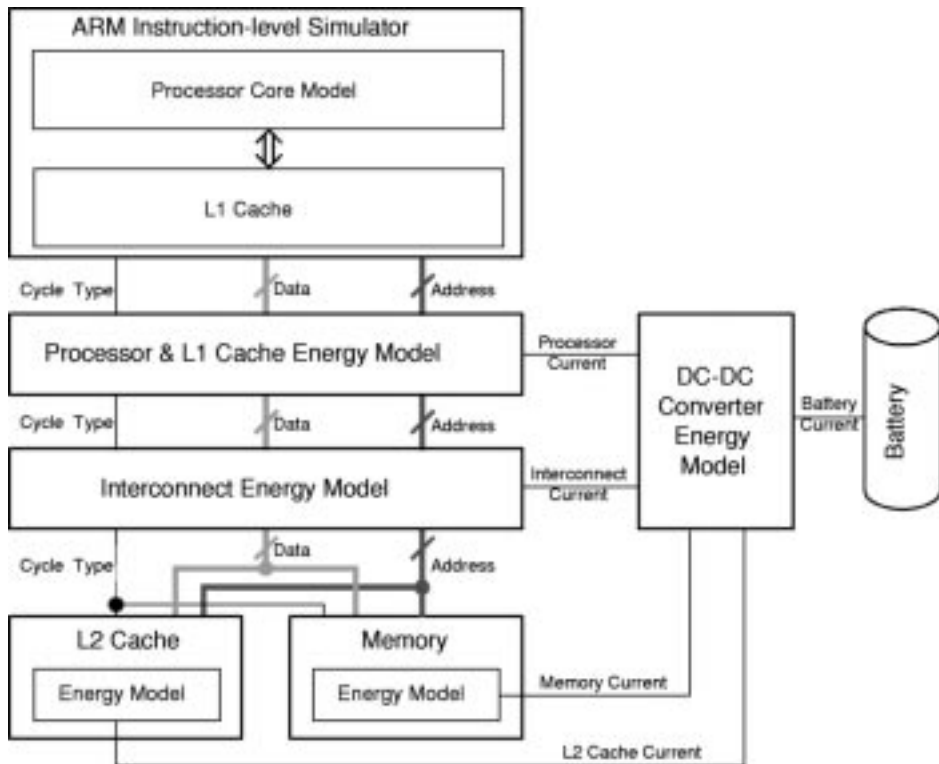 ARM Instruction-level Simulator
Processor Core Model
L1 Cache
Cycle Type
Data
Address
Processor & L1 Cache Energy Model
Processor
Current
DC-DC
Converter
Energy
Model
Battery
Current
Battery
Cycle Type
Data
Address
Interconnect Energy Model
Interconnect
Current
Cycle Type
Data
Address
L2 Cache
Energy Model
Memory
Energy Model
Memory Current
L2 Cache Current